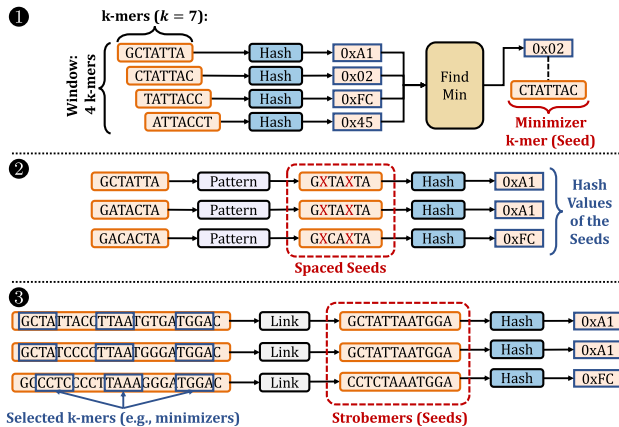 1
k-mers (k = 7):
Window:
4 k-mers
GCTATTA Hash 0xA1
CTATTAC Hash 0x02
TATTACC Hash 0xFC
ATTACCT Hash 0x45
Find
Min
0x02
CTATTAC
Minimizer
k-mer (Seed)
2
GCTATTA Pattern GXTAXTA Hash 0xA1
GATACTA Pattern GXTAXTA Hash 0xA1
GACACTA Pattern GXCAXTA Hash 0xFC
Spaced Seeds
Hash
Values
of the
Seeds
3
GCTATTACCTTAATGTGATGGAC Link GCTATTAATGGA Hash 0xA1
GCTATCCCCTTAATGGGATGGAC Link GCTATTAATGGA Hash 0xA1
GCCCTCCCCTTAAAGGGATGGAC Link CCTCTAAATGGA Hash 0xFC
Selected k-mers (e.g., minimizers)
Strobemers (Seeds)